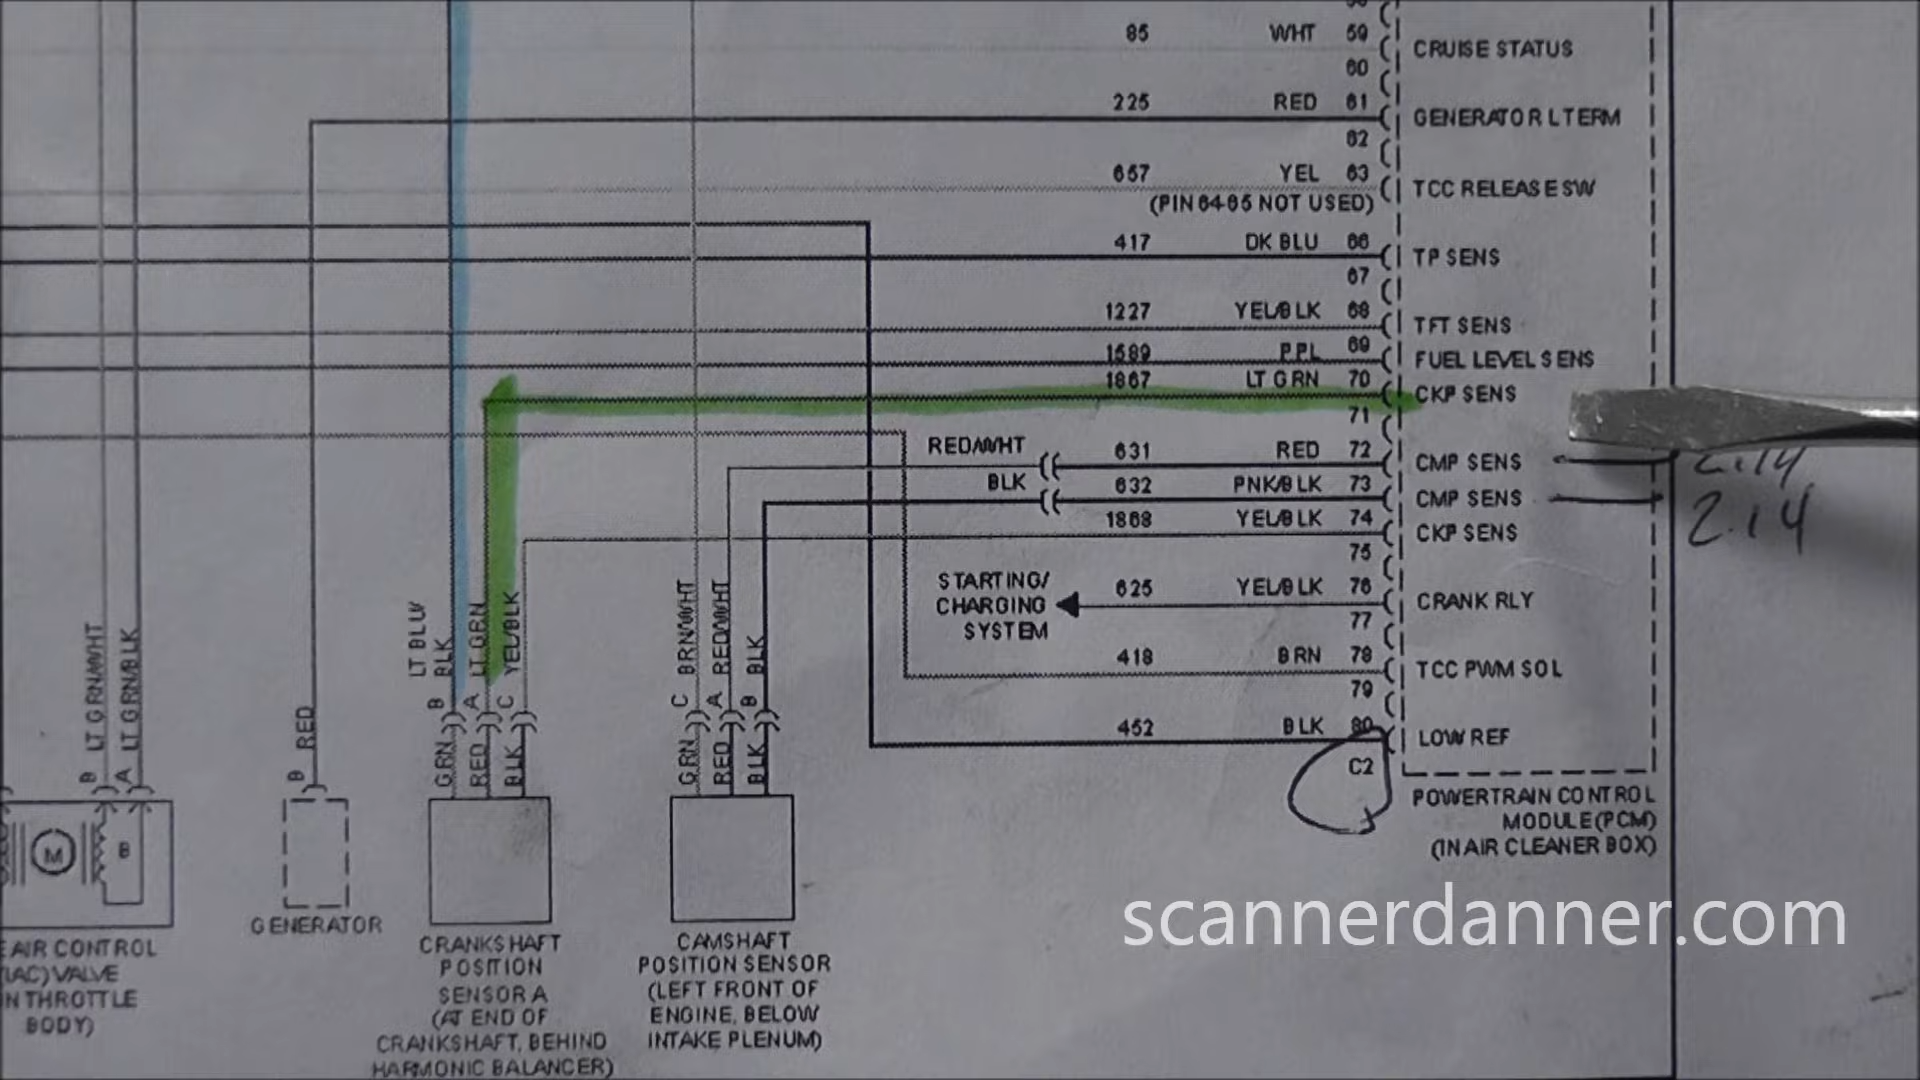 85 WHT 59
CRUISE STATUS
60
225 RED 61
GENERATOR L TERM
62
657 YEL 63
TCC RELEASE SW
(PIN 64-65 NOT USED)
417 DK BLU 66
TP SENS
67
1227 YEL/BLK 68
TFT SENS
1589 PPL 69
FUEL LEVEL SENS
1867 LT GRN 70
CKP SENS
71
RED/WHT
631 RED 72
CMP SENS
2.14
BLK
632 PNK/BLK 73
CMP SENS
2.14
1868 YEL/BLK 74
CKP SENS
75
STARTING/
CHARGING
SYSTEM
625 YEL/BLK 76
CRANK RLY
77
418 BRN 78
TCC PWM SOL
79
452 BLK 80
LOW REF
C2
POWERTRAIN CONTROL
MODULE (PCM)
(IN AIR CLEANER BOX)
B LT GRN/WHT
A LT GRN/BLK
B RED
LT BLU
B BLK
A LT GRN
C YEL/BLK
GRN
RED
BLK
C BRN/WHT
A RED/WHT
B BLK
GRN
RED
BLK
M
B
AIR CONTROL
(IAC) VALVE
N THROTTLE
BODY)
GENERATOR
CRANKSHAFT
POSITION
SENSOR A
(AT END OF
CRANKSHAFT, BEHIND
HARMONIC BALANCER)
CAMSHAFT
POSITION SENSOR
(LEFT FRONT OF
ENGINE, BELOW
INTAKE PLENUM)
scannerdanner.com